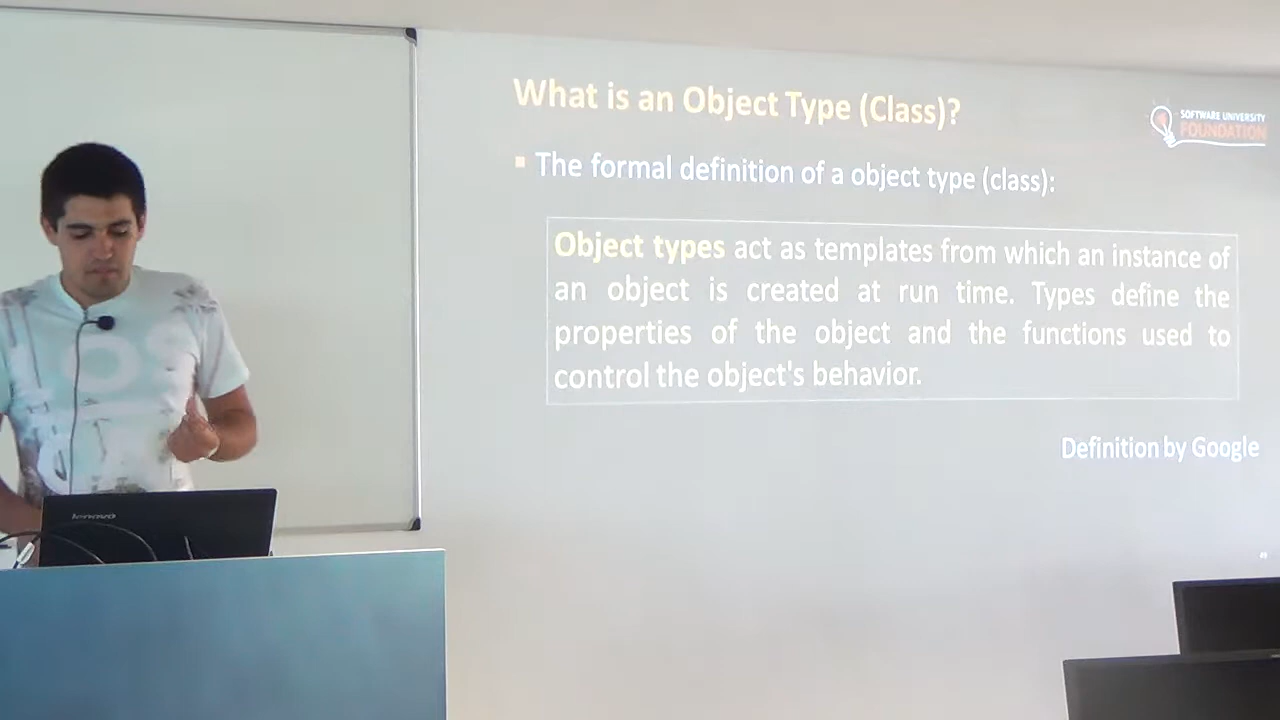 What is an Object Type (Class)?
SOFTWARE UNIVERSITY
FOUNDATION
The formal definition of a object type (class):
Object types act as templates from which an instance of
an object is created at run time. Types define the
properties of the object and the functions used to
control the object's behavior.
Definition by Google
lenovo